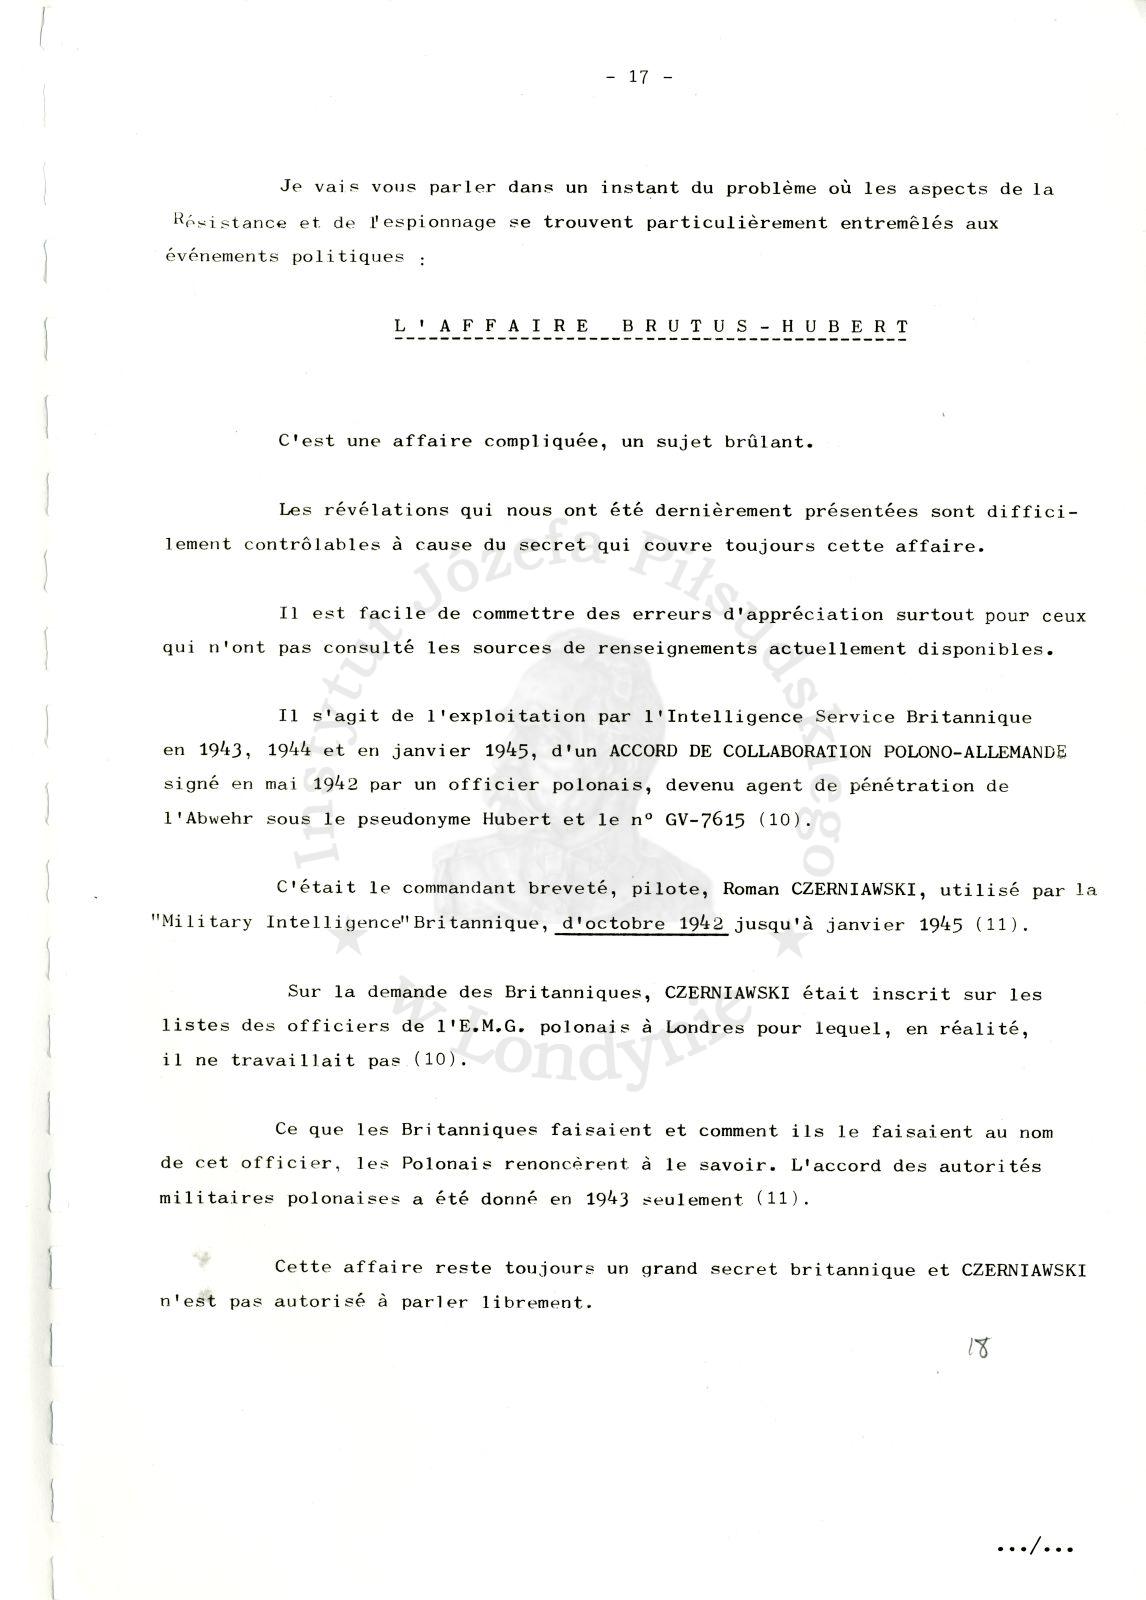 - 17 -
Je vais vous parler dans un instant du problème où les aspects de la
Résistance et de l'espionnage se trouvent particulièrement entremêlés aux
événements politiques :
L'AFFAIRE BRUTUS-HUBERT
C'est une affaire compliquée, un sujet brûlant.
Les révélations qui nous ont été dernièrement présentées sont diffici-
lement contrôlables à cause du secret qui couvre toujours cette affaire.
Il est facile de commettre des erreurs d'appréciation surtout pour ceux
qui n'ont pas consulté les sources de renseignements actuellement disponibles.
Il s'agit de l'exploitation par l'Intelligence Service Britannique
en 1943, 1944 et en janvier 1945, d'un ACCORD DE COLLABORATION POLONO-ALLEMANDE
signé en mai 1942 par un officier polonais, devenu agent de pénétration de
l'Abwehr sous le pseudonyme Hubert et le n° GV-7615 (10).
C'était le commandant breveté, pilote, Roman CZERNIAWSKI, utilisé par la
"Military Intelligence" Britannique, d'octobre 1942 jusqu'à janvier 1945 (11).
Sur la demande des Britanniques, CZERNIAWSKI était inscrit sur les
listes des officiers de l'E.M.G. polonais à Londres pour lequel, en réalité,
il ne travaillait pas (10).
Ce que les Britanniques faisaient et comment ils le faisaient au nom
de cet officier, les Polonais renoncèrent à le savoir. L'accord des autorités
militaires polonaises a été donné en 1943 seulement (11).
Cette affaire reste toujours un grand secret britannique et CZERNIAWSKI
n'est pas autorisé à parler librement.
18
.../...
Instytut Józefa Piłsudskiego
w Londynie